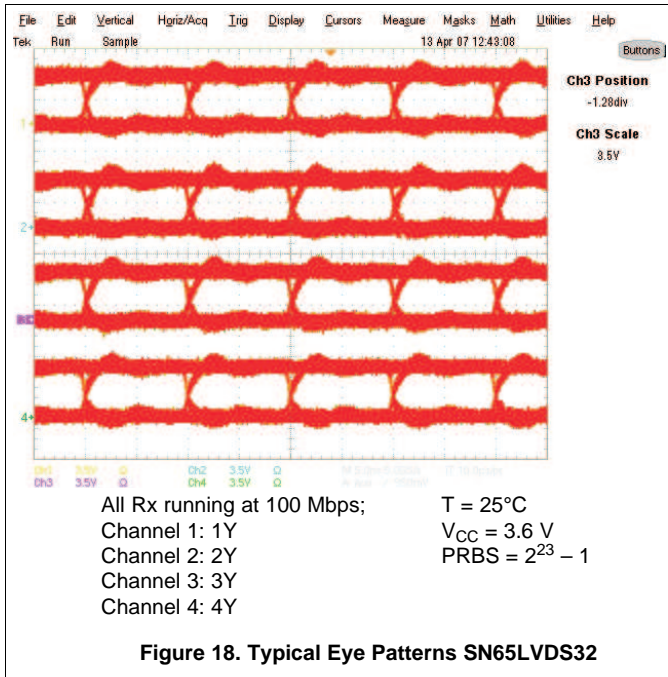 File Edit Vertical Horiz/Acq Trig Display Cursors Measure Masks Math Utilities Help
Tek Run Sample 13 Apr 07 12:43:08
Buttons
Ch3 Position
-1.28div
Ch3 Scale
3.5V
1
2
4
Ch1 3.5V Ω Ch2 3.5V Ω
Ch3 3.5V Ω Ch4 3.5V Ω
All Rx running at 100 Mbps; T = 25°C
Channel 1: 1Y V_CC = 3.6 V
Channel 2: 2Y PRBS = 2^23 – 1
Channel 3: 3Y
Channel 4: 4Y
Figure 18. Typical Eye Patterns SN65LVDS32